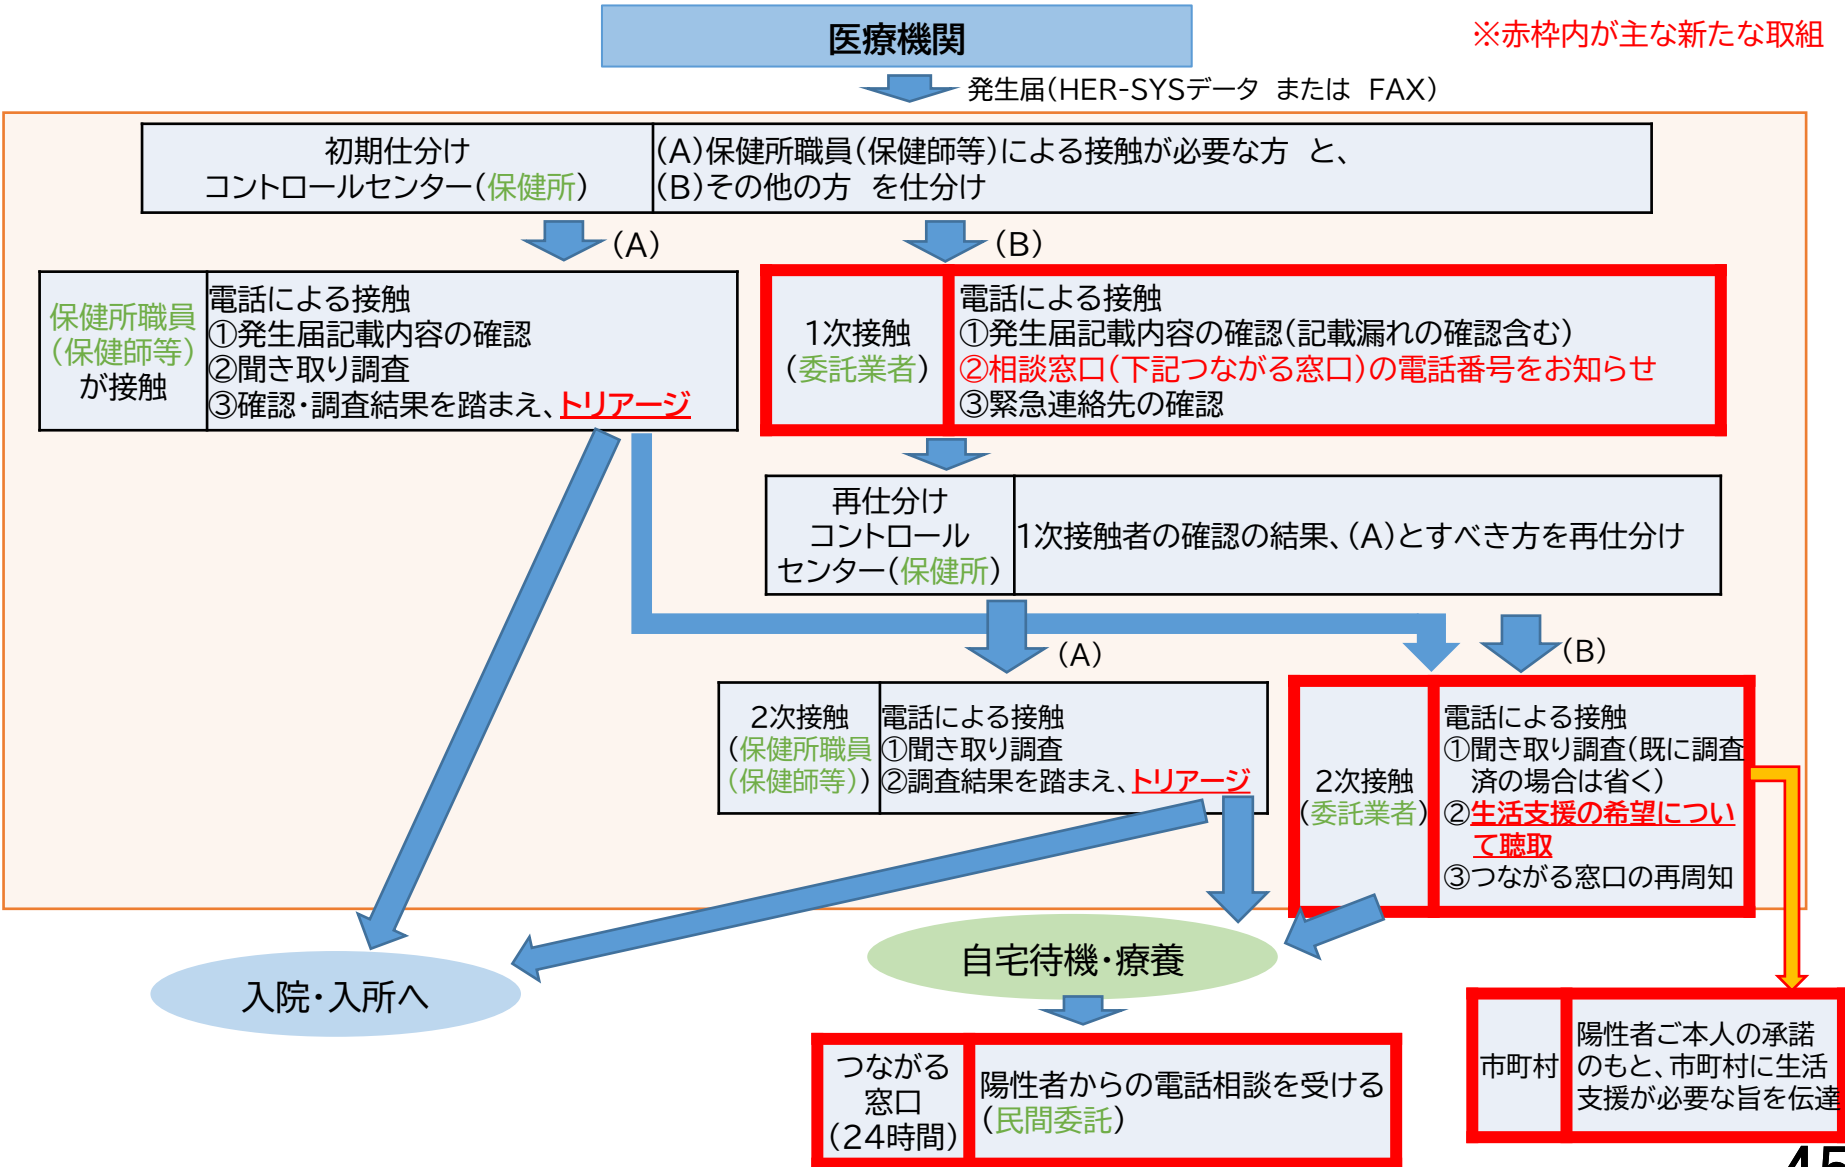 医療機関
※赤枠内が主な新たな取組
発生届(HER-SYSデータ または FAX)
初期仕分け
コントロールセンター(保健所)
(A)保健所職員(保健師等)による接触が必要な方 と、
(B)その他の方 を仕分け
(A)
(B)
保健所職員
(保健師等)
が接触
電話による接触
①発生届記載内容の確認
②聞き取り調査
③確認・調査結果を踏まえ、トリアージ
1次接触
(委託業者)
電話による接触
①発生届記載内容の確認(記載漏れの確認含む)
②相談窓口(下記つながる窓口)の電話番号をお知らせ
③緊急連絡先の確認
再仕分け
コントロール
センター(保健所)
1次接触者の確認の結果、(A)とすべき方を再仕分け
(A)
(B)
2次接触
(保健所職員
(保健師等))
電話による接触
①聞き取り調査
②調査結果を踏まえ、トリアージ
2次接触
(委託業者)
電話による接触
①聞き取り調査(既に調査
済の場合は省く)
②生活支援の希望につい
て聴取
③つながる窓口の再周知
入院・入所へ
自宅待機・療養
つながる
窓口
(24時間)
陽性者からの電話相談を受ける
(民間委託)
市町村
陽性者ご本人の承諾
のもと、市町村に生活
支援が必要な旨を伝達
45